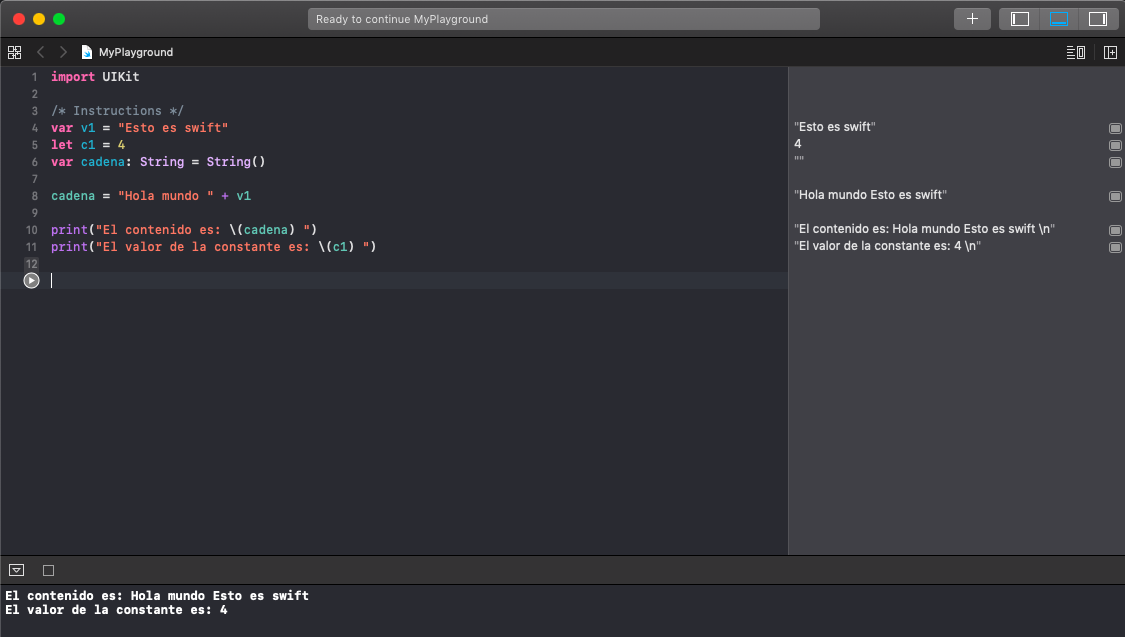 Ready to continue MyPlayground
MyPlayground
1 import UIKit
2
3 /* Instructions */
4 var v1 = "Esto es swift"
5 let c1 = 4
6 var cadena: String = String()
7
8 cadena = "Hola mundo " + v1
9
10 print("El contenido es: \(cadena) ")
11 print("El valor de la constante es: \(c1) ")
12
"Esto es swift"
4
""
"Hola mundo Esto es swift"
"El contenido es: Hola mundo Esto es swift \n"
"El valor de la constante es: 4 \n"
El contenido es: Hola mundo Esto es swift
El valor de la constante es: 4